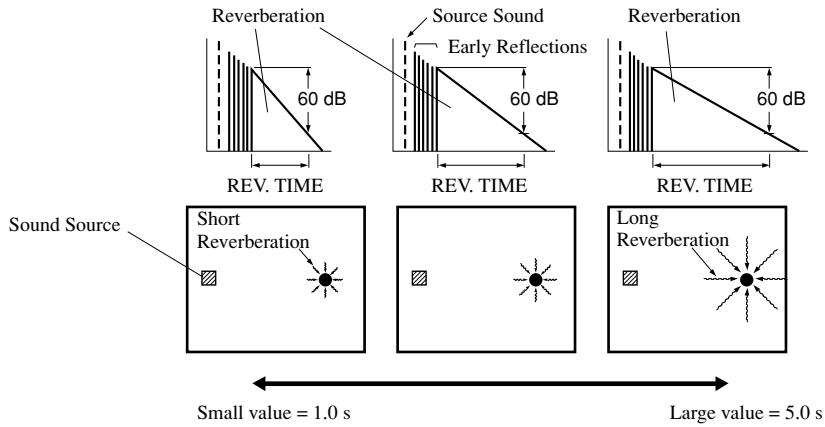 Reverberation
Source Sound
Reverberation
Early Reflections
60 dB
60 dB
60 dB
REV. TIME
REV. TIME
REV. TIME
Sound Source
Short
Reverberation
Long
Reverberation
Small value = 1.0 s
Large value = 5.0 s